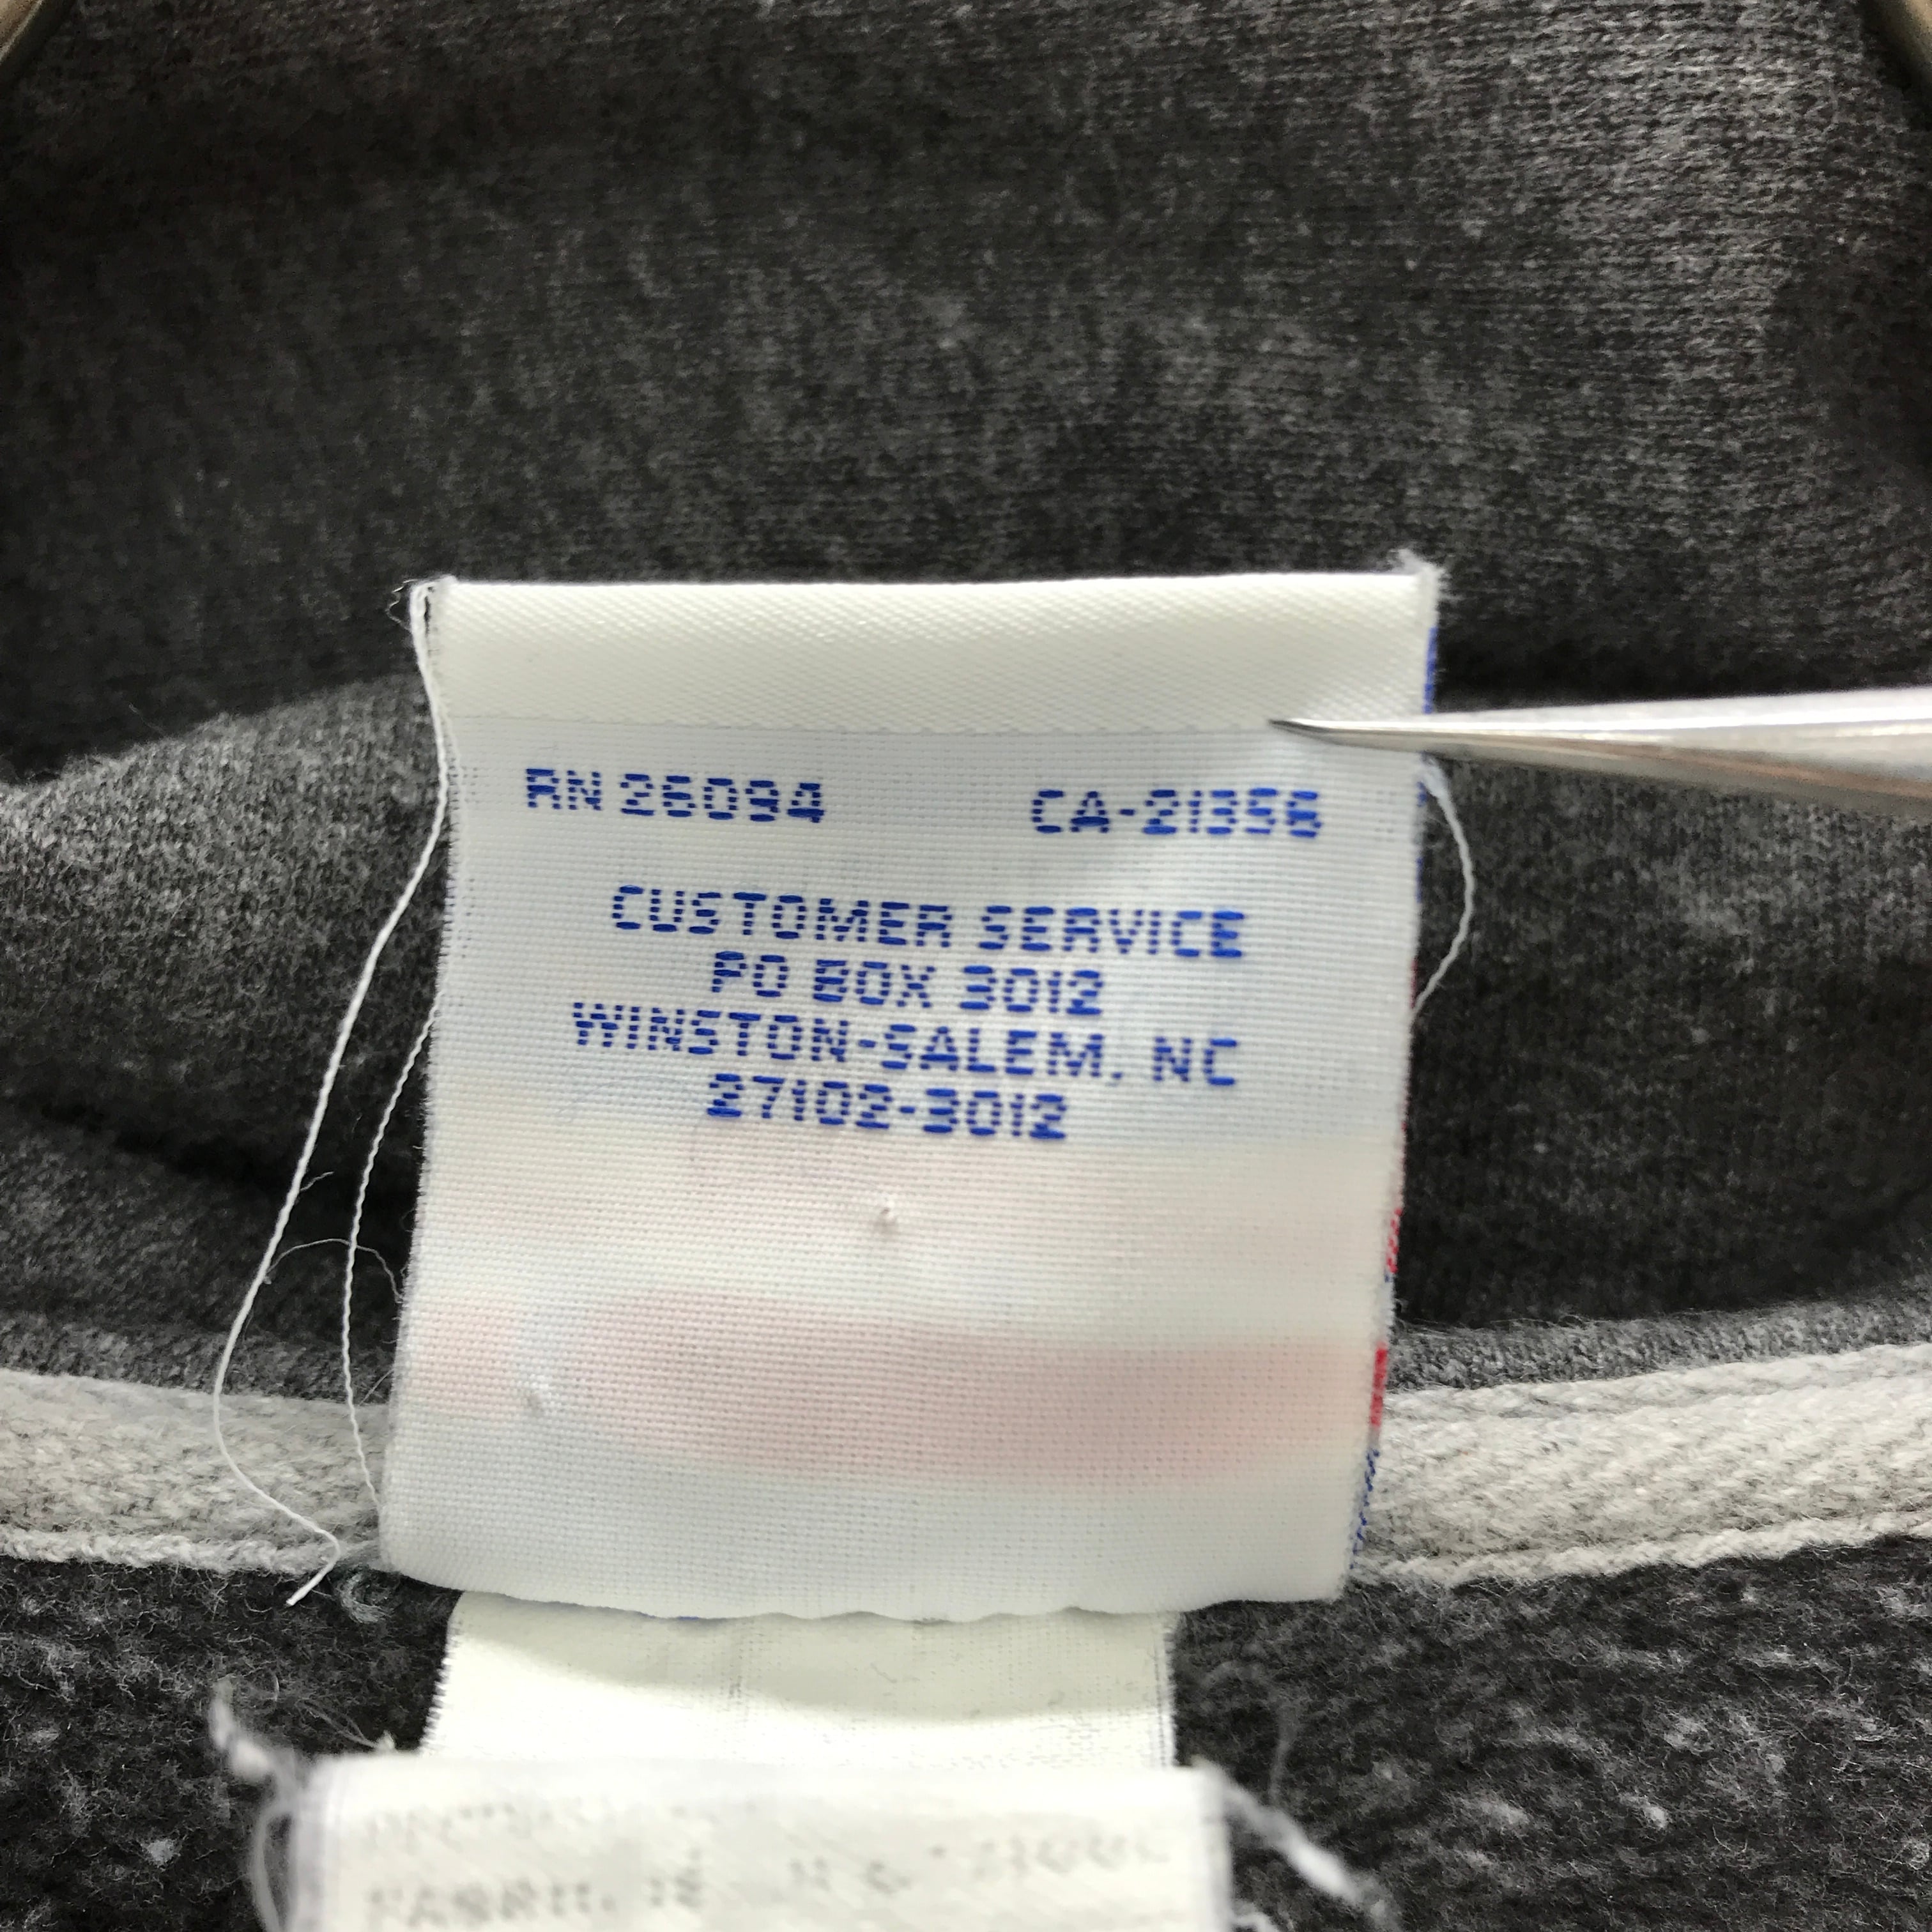 RN 26094 CA-21356
CUSTOMER SERVICE
PO BOX 3012
WINSTON-SALEM, NC
27102-3012